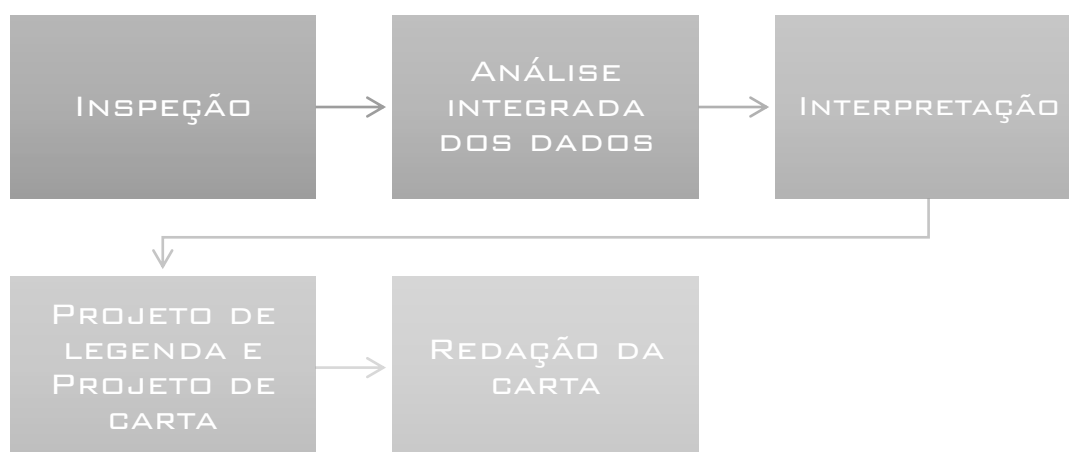 Inspeção
Análise
integrada
dos dados
Interpretação
Projeto de
legenda e
Projeto de
carta
Redação da
carta